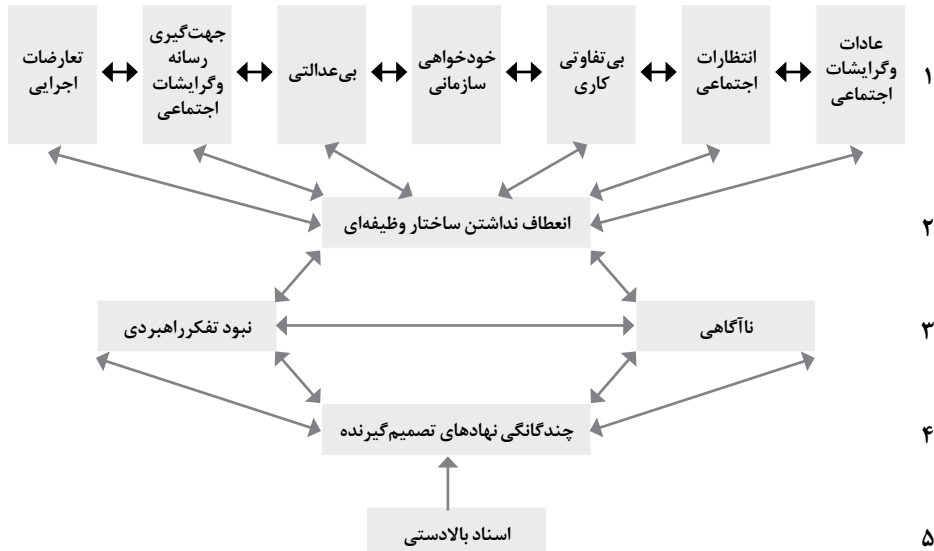 عادات
وگرایشات
اجتماعی
انتظارات
اجتماعی
بی‌تفاوتی
کاری
خودخواهی
سازمانی
بی‌عدالتی
جهت‌گیری
رسانه
وگرایشات
اجتماعی
تعارضات
اجرایی
۱
انعطاف نداشتن ساختار وظیفه‌ای
۲
ناآگاهی
نبود تفکرراهبردی
۳
چندگانگی نهادهای تصمیم‌گیرنده
۴
اسناد بالادستی
۵